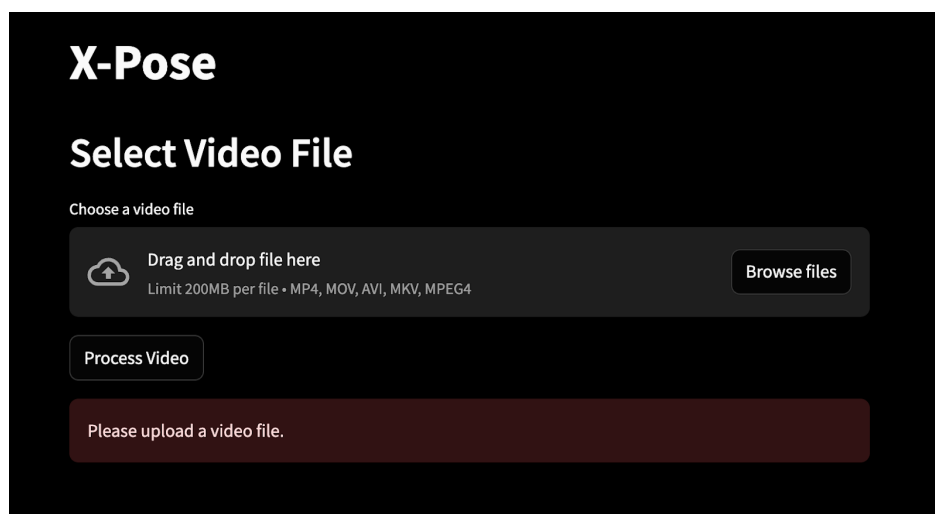 X-Pose
Select Video File
Choose a video file
Drag and drop file here
Limit 200MB per file • MP4, MOV, AVI, MKV, MPEG4
Browse files
Process Video
Please upload a video file.